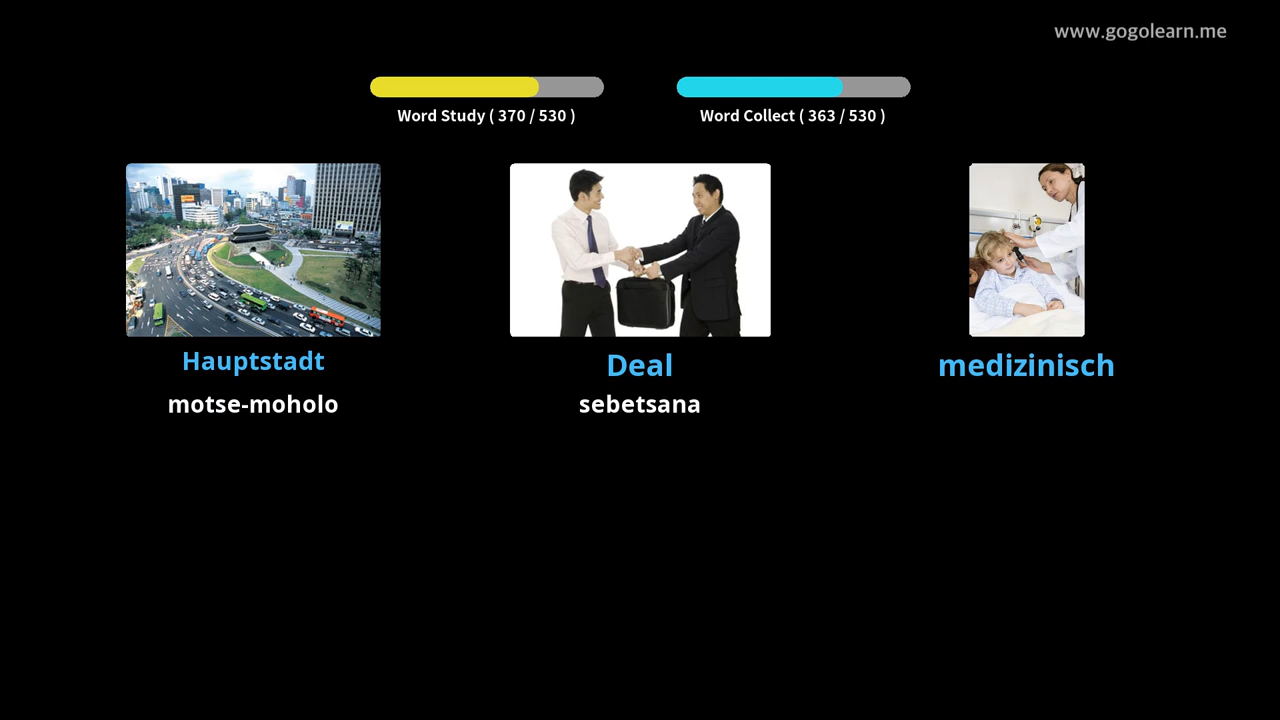 www.gogolearn.me
Word Study ( 370 / 530 )
Word Collect ( 363 / 530 )
Hauptstadt
motse-moholo
Deal
sebetsana
medizinisch